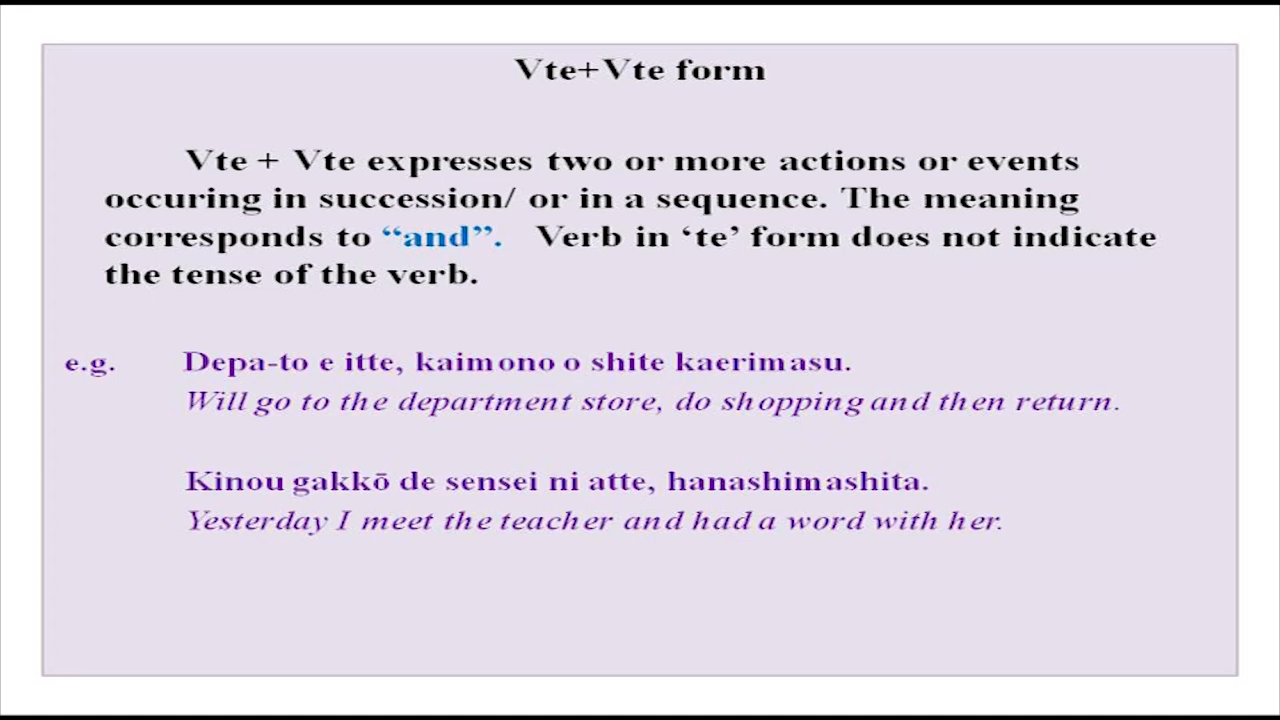 Vte+Vte form
Vte + Vte expresses two or more actions or events
occuring in succession/ or in a sequence. The meaning
corresponds to “and”. Verb in ‘te’ form does not indicate
the tense of the verb.
e.g. Depa-to e itte, kaimono o shite kaerimasu.
Will go to the department store, do shopping and then return.
Kinou gakkō de sensei ni atte, hanashimashita.
Yesterday I meet the teacher and had a word with her.